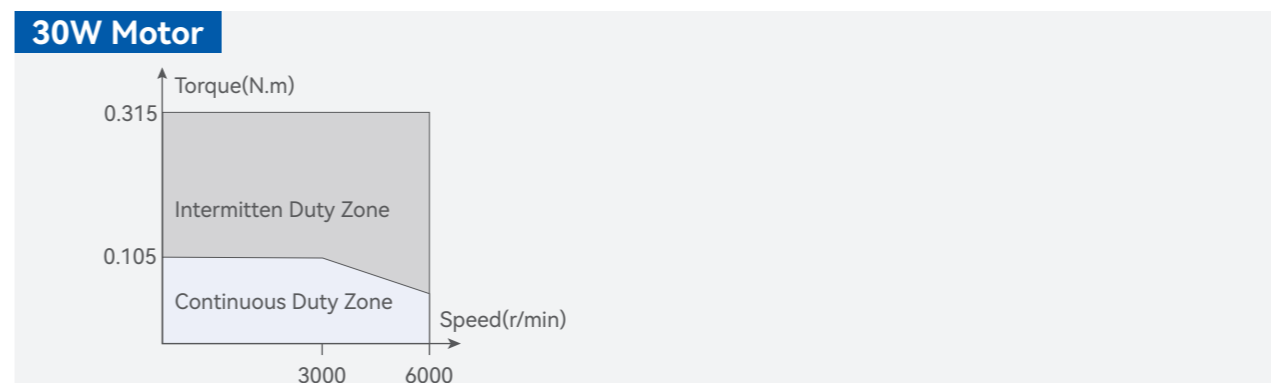 30W Motor
Torque(N.m)
0.315
Intermitten Duty Zone
0.105
Continuous Duty Zone
Speed(r/min)
3000
6000